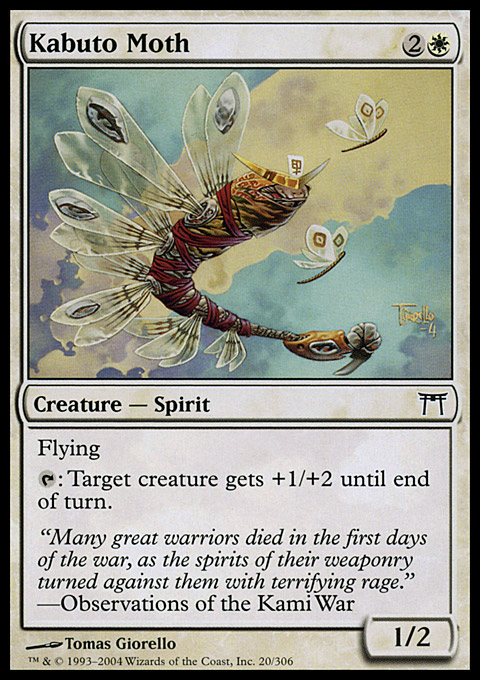 Kabuto Moth
2
Tiorello
-4
Creature — Spirit
Flying
: Target creature gets +1/+2 until end
of turn.
“Many great warriors died in the first days
of the war, as the spirits of their weaponry
turned against them with terrifying rage.”
—Observations of the Kami War
1/2
Tomas Giorello
™ & © 1993–2004 Wizards of the Coast, Inc. 20/306